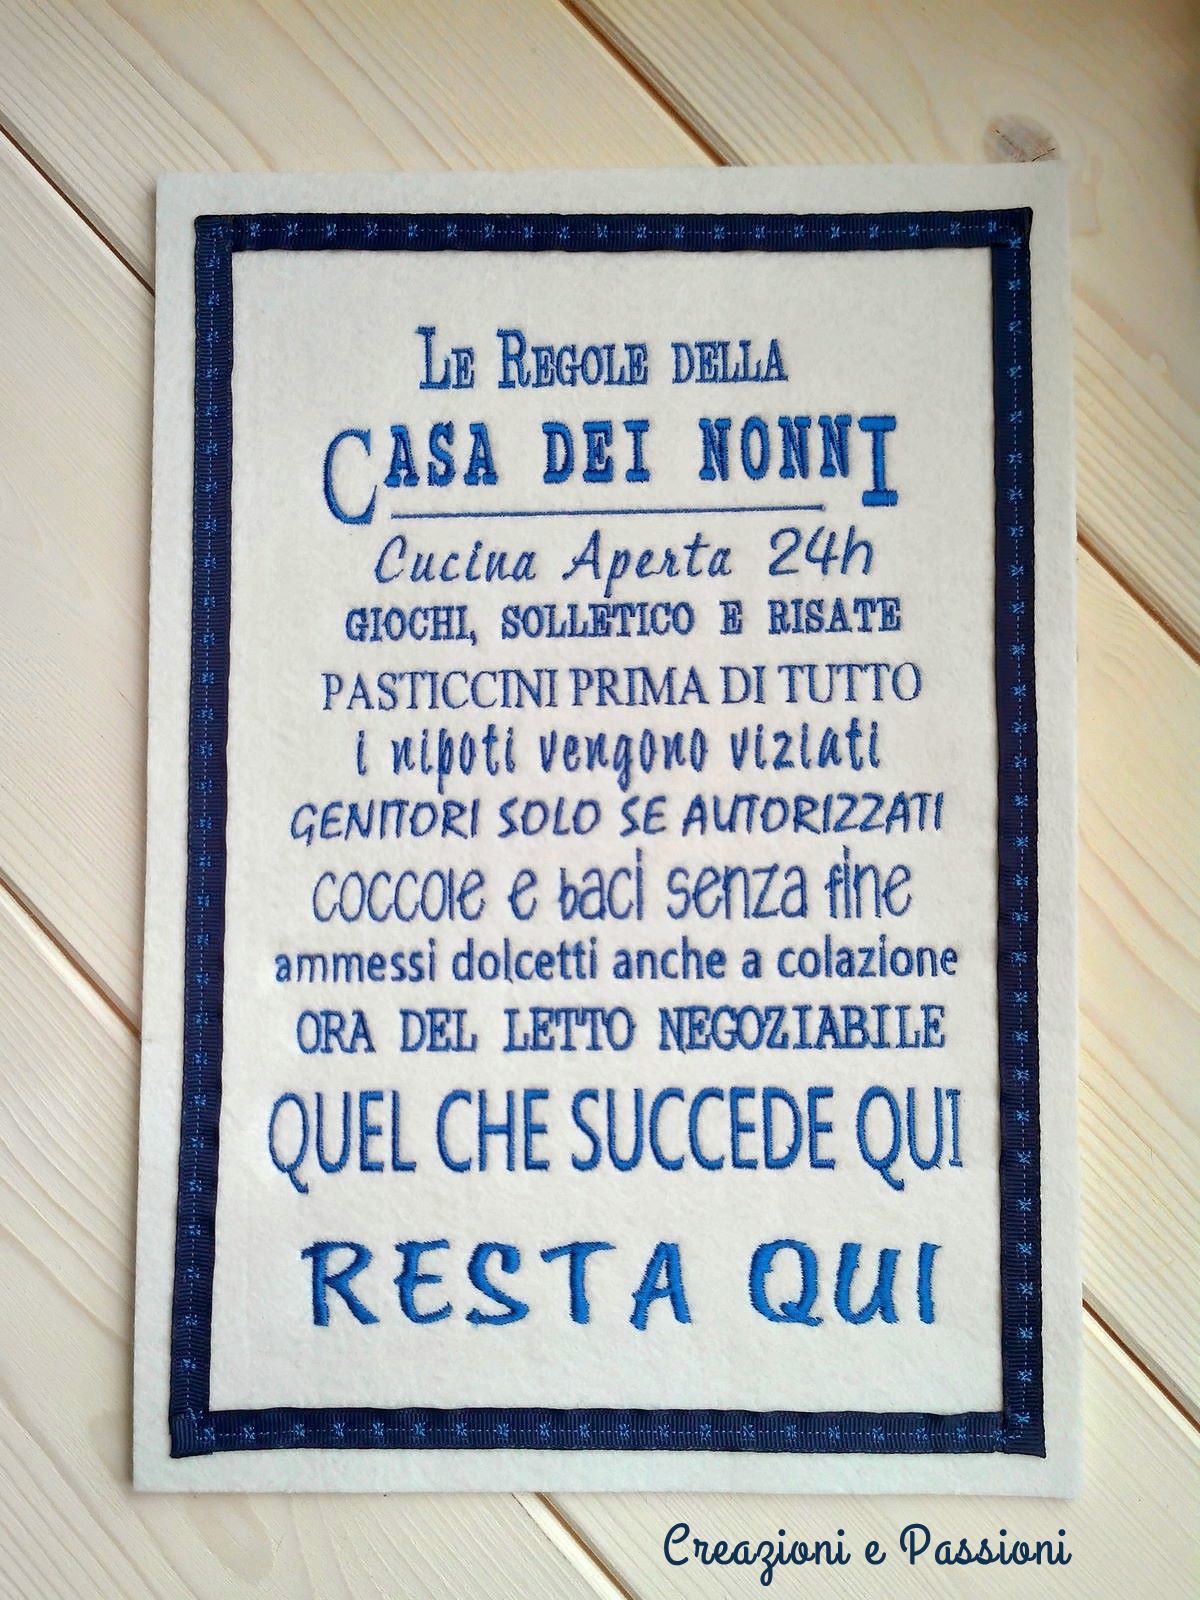 LE REGOLE DELLA
CASA DEI NONNI
Cucina Aperta 24h
GIOCHI, SOLLETICO E RISATE
PASTICCINI PRIMA DI TUTTO
i nipoti vengono viziati
GENITORI SOLO SE AUTORIZZATI
coccole e baci senza fine
ammessi dolcetti anche a colazione
ORA DEL LETTO NEGOZIABILE
QUEL CHE SUCCEDE QUI
RESTA QUI
Creazioni e Passioni